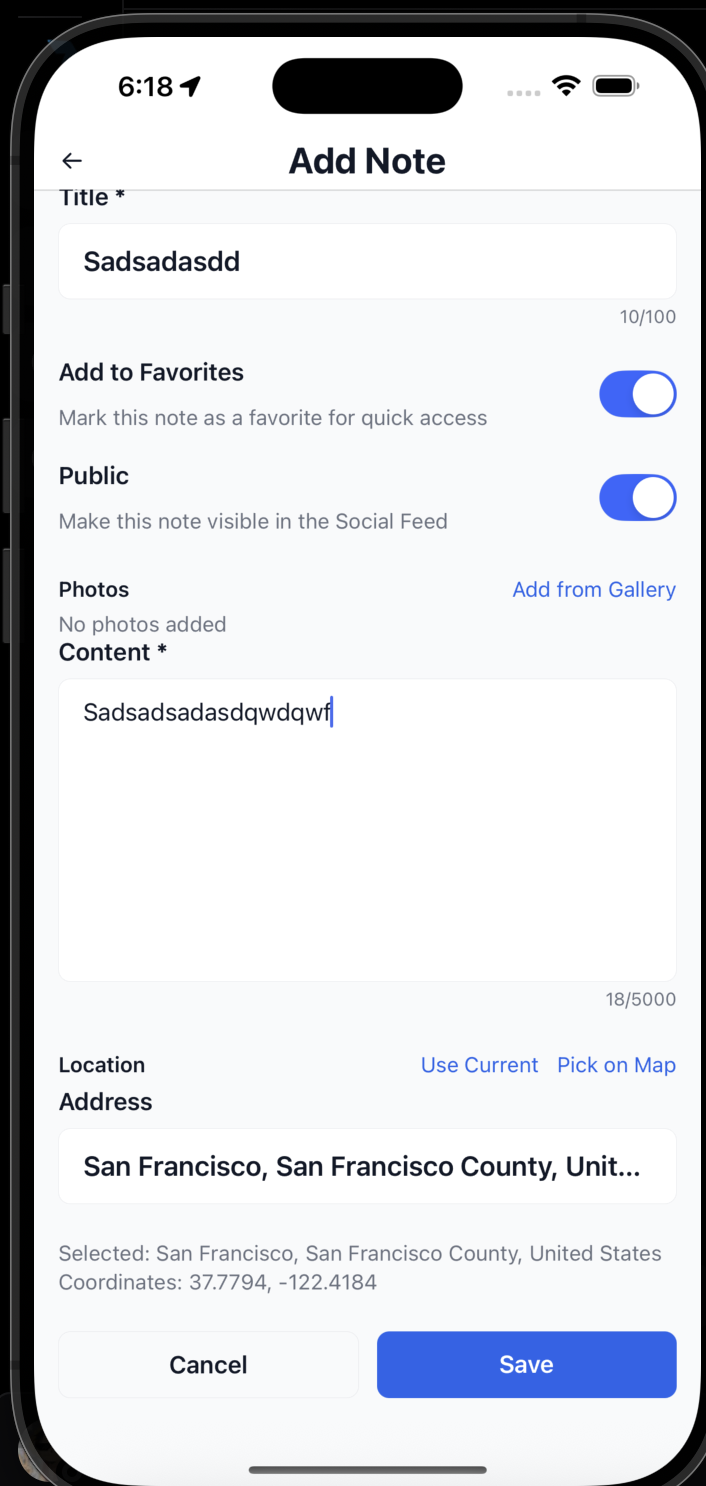 6:18
Add Note
Title *
Sadsadasdd
10/100
Add to Favorites
Mark this note as a favorite for quick access
Public
Make this note visible in the Social Feed
Photos Add from Gallery
No photos added
Content *
Sadsadsadasdqwdqwf
18/5000
Location Use Current Pick on Map
Address
San Francisco, San Francisco County, Unit...
Selected: San Francisco, San Francisco County, United States
Coordinates: 37.7794, -122.4184
Cancel Save